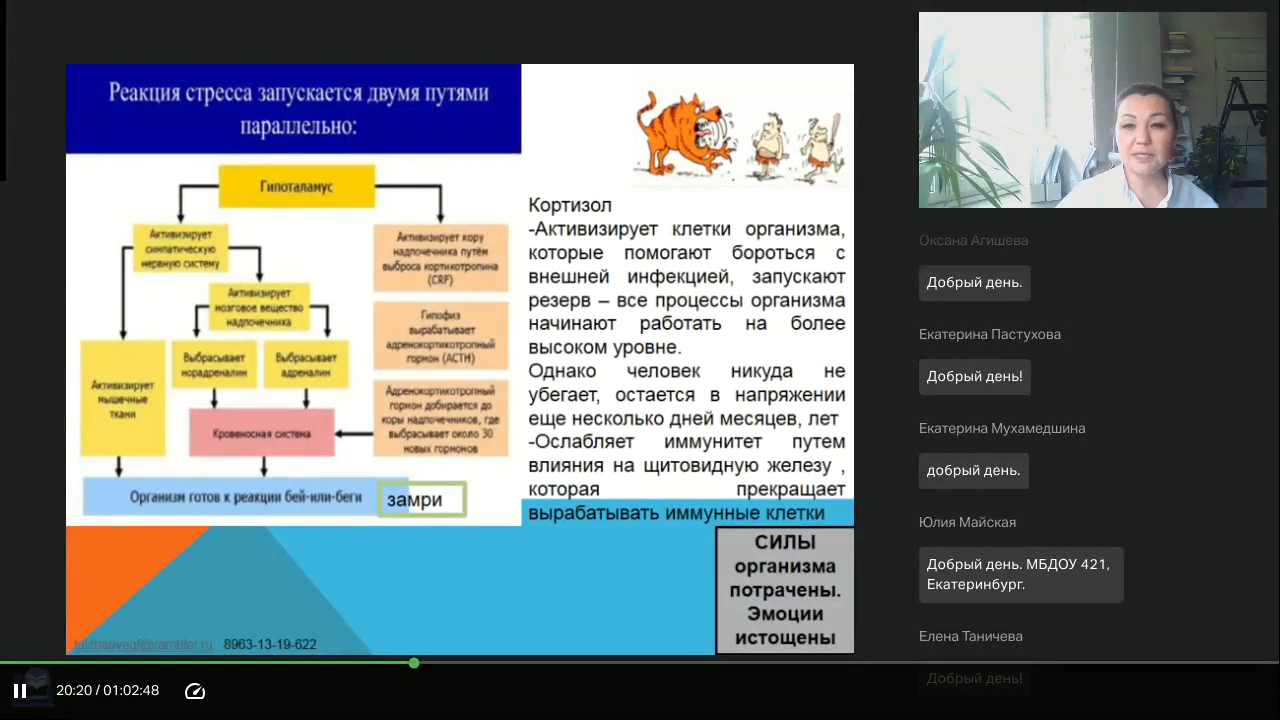 Реакция стресса запускается двумя путями
параллельно:
Гипоталамус
Активизирует
симпатическую
нервную систему
Активизирует
мозговое вещество
надпочечника
Активизирует
мышечные
ткани
Выбрасывает
норадреналин
Выбрасывает
адреналин
Кровеносная система
Активизирует кору
надпочечника путём
выброса кортикотропина
(CRF)
Гипофиз
вырабатывает
адренокортикотропный
гормон (ACTH)
Адренокортикотропный
гормон добирается до
коры надпочечников, где
выбрасывает около 30
новых гормонов
Организм готов к реакции бей-или-беги
замри
Кортизол
-Активизирует клетки организма,
которые помогают бороться с
внешней инфекцией, запускают
резерв – все процессы организма
начинают работать на более
высоком уровне.
Однако человек никуда не
убегает, остается в напряжении
еще несколько дней месяцев, лет
-Ослабляет иммунитет путем
влияния на щитовидную железу ,
которая прекращает
вырабатывать иммунные клетки
СИЛЫ
организма
потрачены.
Эмоции
истощены
8963-13-19-622
Оксана Агишева
Добрый день.
Екатерина Пастухова
Добрый день!
Екатерина Мухамедшина
добрый день.
Юлия Майская
Добрый день. МБДОУ 421,
Екатеринбург.
Елена Таничева
Добрый день!
20:20 / 01:02:48